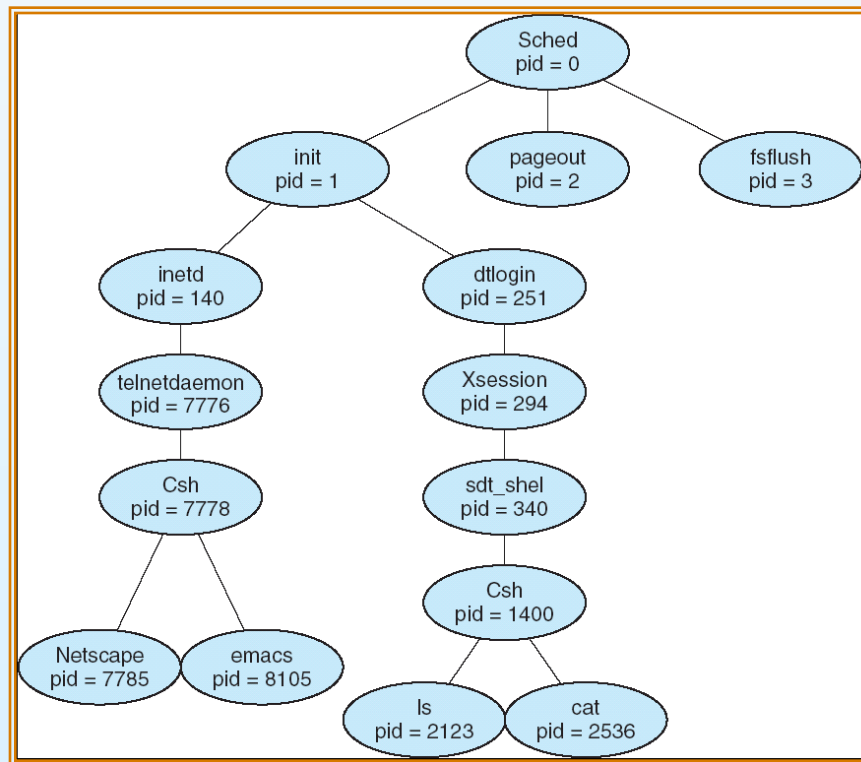 Sched
pid = 0
init
pid = 1
pageout
pid = 2
fsflush
pid = 3
inetd
pid = 140
dtlogin
pid = 251
telnetdaemon
pid = 7776
Xsession
pid = 294
Csh
pid = 7778
sdt_shel
pid = 340
Csh
pid = 1400
Netscape
pid = 7785
emacs
pid = 8105
ls
pid = 2123
cat
pid = 2536